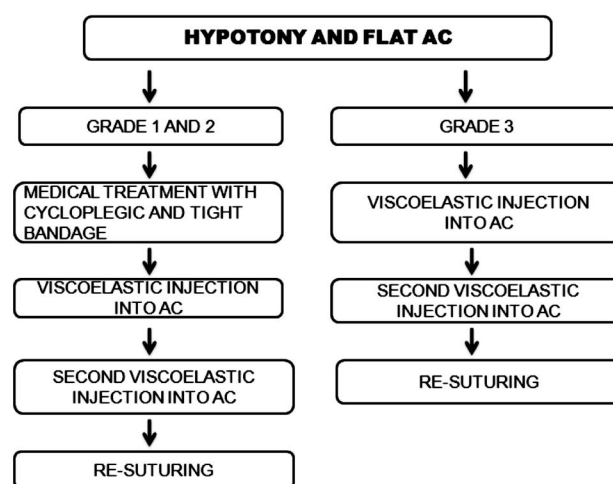 HYPOTONY AND FLAT AC
GRADE 1 AND 2
MEDICAL TREATMENT WITH
CYCLOPLEGIC AND TIGHT
BANDAGE
VISCOELASTIC INJECTION
INTO AC
SECOND VISCOELASTIC
INJECTION INTO AC
RE-SUTURING
GRADE 3
VISCOELASTIC INJECTION
INTO AC
SECOND VISCOELASTIC
INJECTION INTO AC
RE-SUTURING